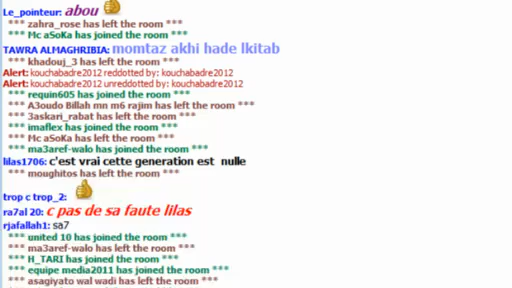 Le_pointeur: abou
*** zahra_rose has left the room ***
*** Mc aSoKa has joined the room ***
TAWRA ALMAGHRIBIA: momtaz akhi hade lkitab
*** khadouj_3 has left the room ***
Alert: kouchabadre2012 reddotted by: kouchabadre2012
Alert: kouchabadre2012 unreddotted by: kouchabadre2012
*** requin605 has joined the room ***
*** A3oudo Billah mn m6 rajim has left the room ***
*** 3askari_rabat has left the room ***
*** imaflex has joined the room ***
*** Mc aSoKa has left the room ***
*** ma3aref-walo has joined the room ***
lilas1706: c'est vrai cette generation est nulle
*** moughitos has left the room ***
trop c trop_2:
ra7al 20: c pas de sa faute lilas
rjafallah1: sa7
*** united 10 has joined the room ***
*** ma3aref-walo has left the room ***
*** H_TARI has joined the room ***
*** equipe media2011 has joined the room ***
*** asagiyato wal wadi has left the room ***